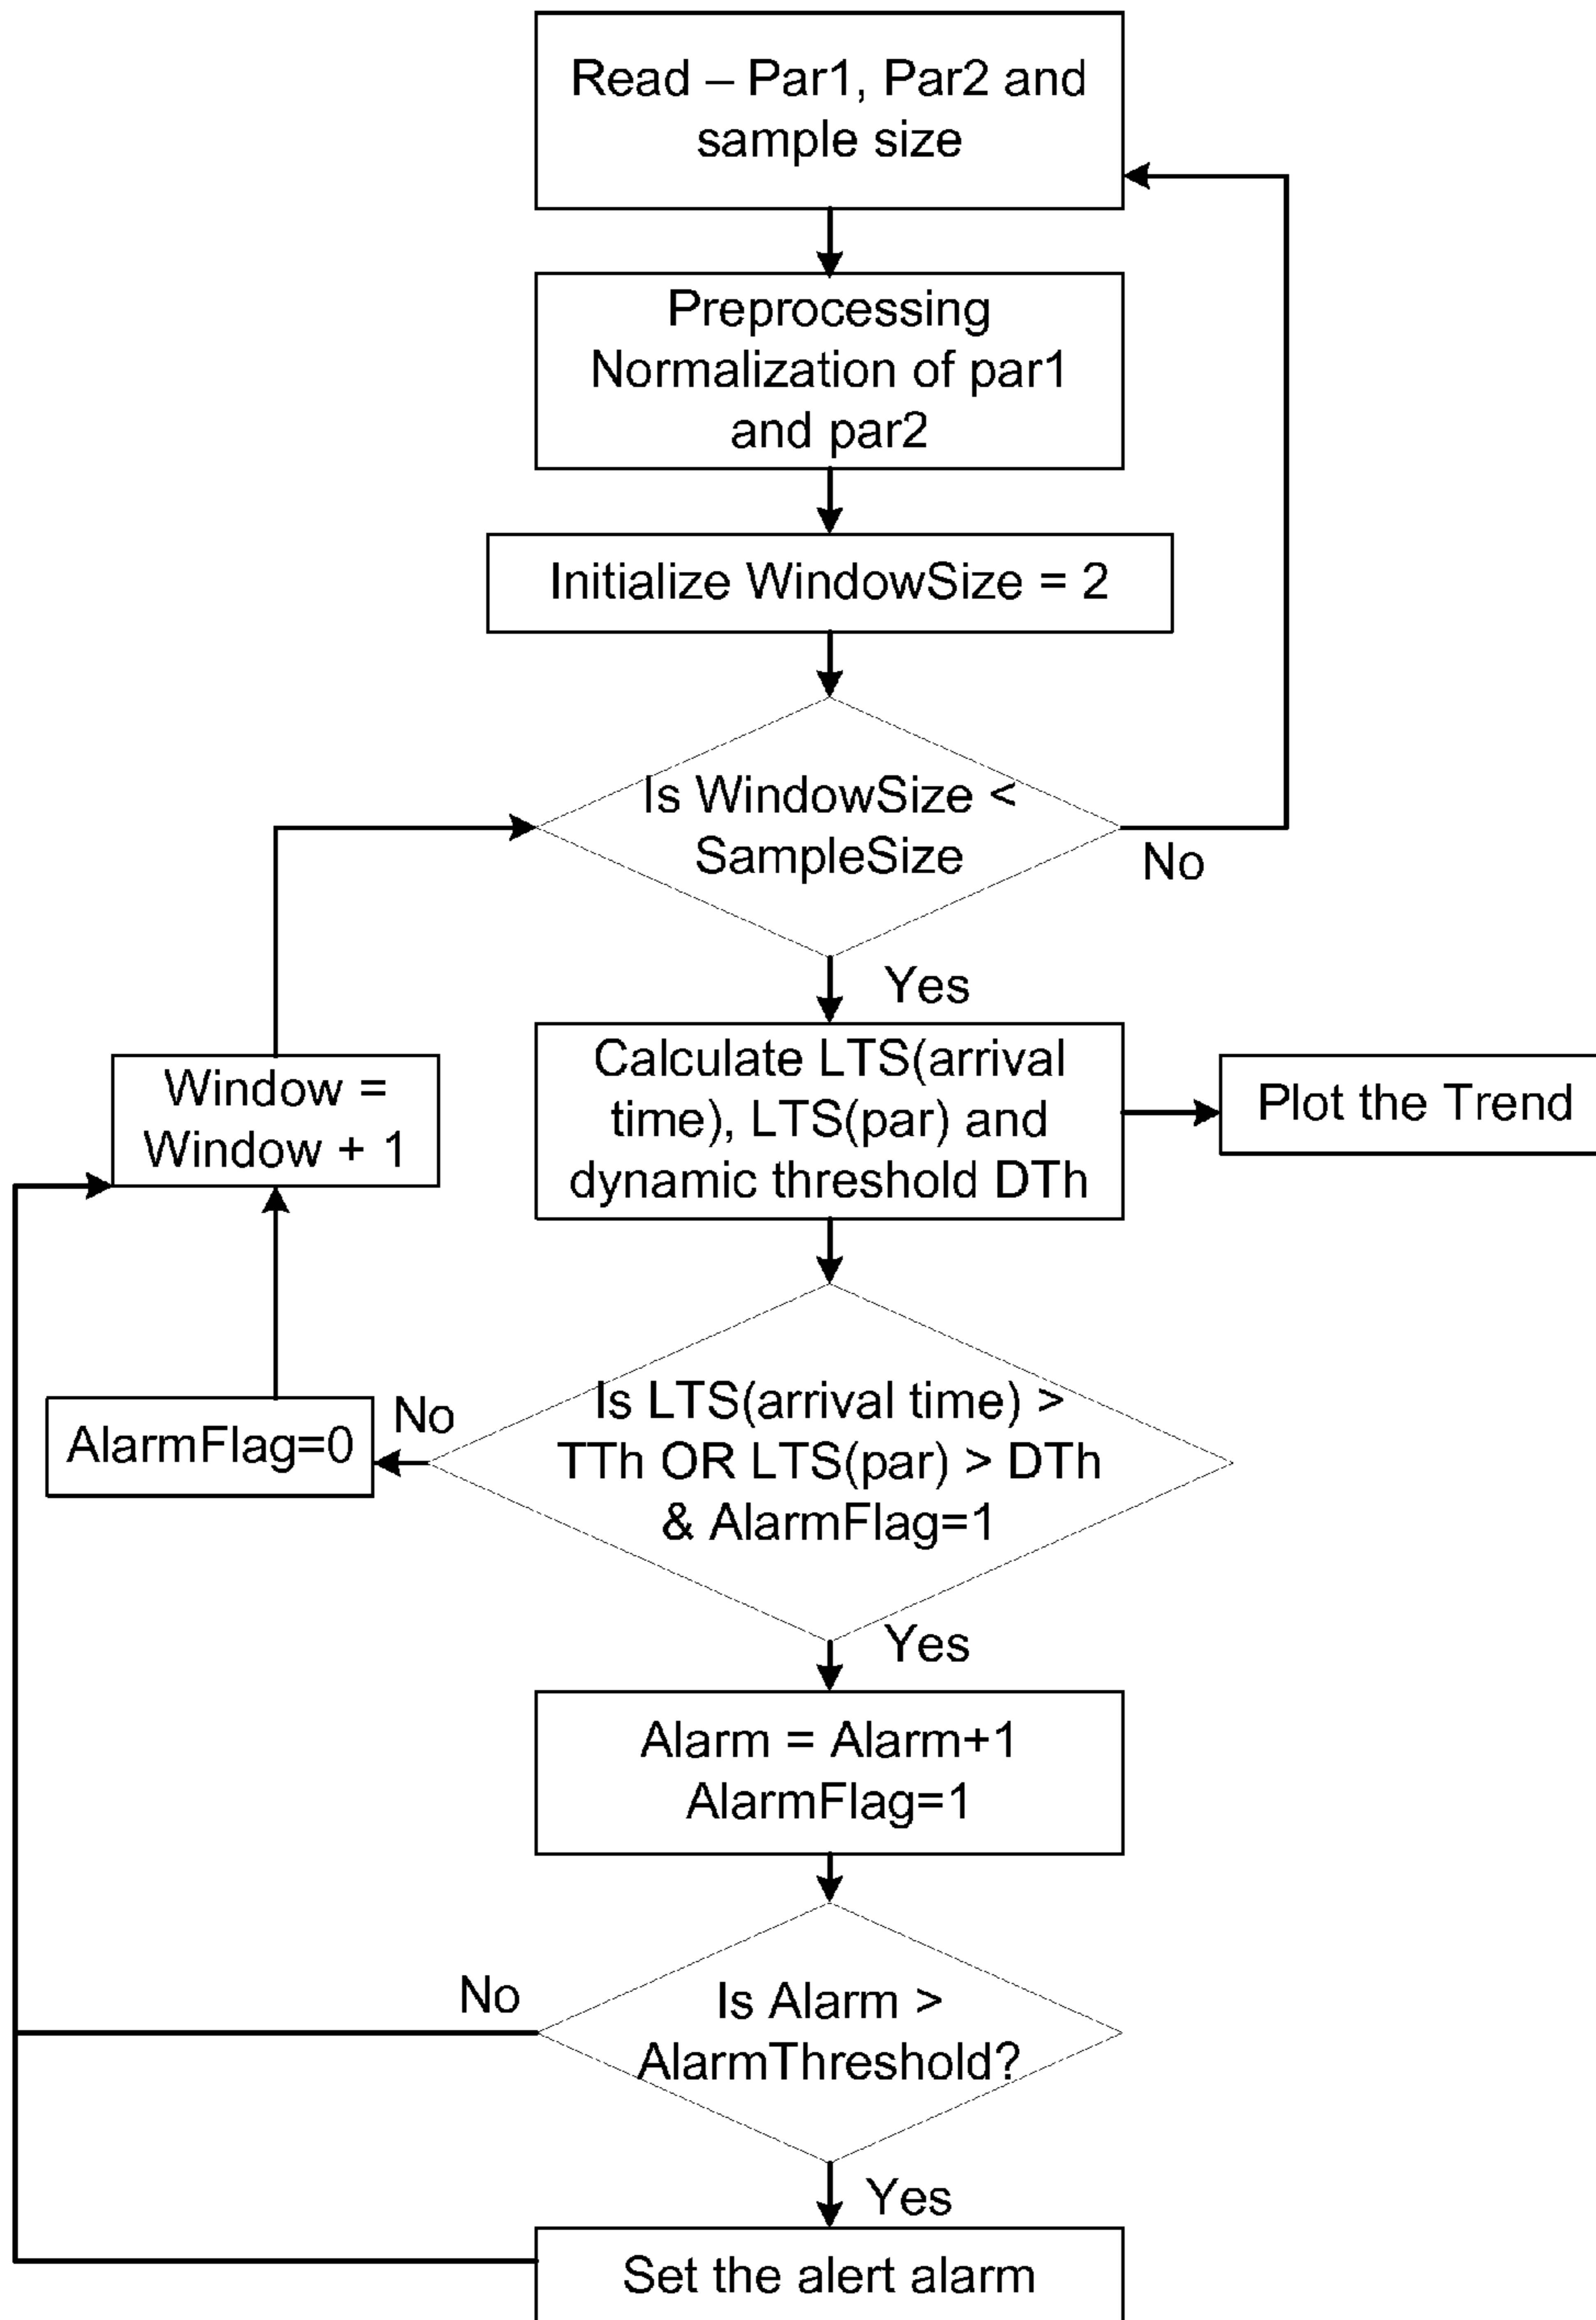 Read – Par1, Par2 and
sample size
Preprocessing
Normalization of par1
and par2
Initialize WindowSize = 2
Is WindowSize <
SampleSize
No
Yes
Window =
Window + 1
Calculate LTS(arrival
time), LTS(par) and
dynamic threshold DTh
Plot the Trend
AlarmFlag=0
No
Is LTS(arrival time) >
TTh OR LTS(par) > DTh
& AlarmFlag=1
Yes
Alarm = Alarm+1
AlarmFlag=1
No
Is Alarm >
AlarmThreshold?
Yes
Set the alert alarm